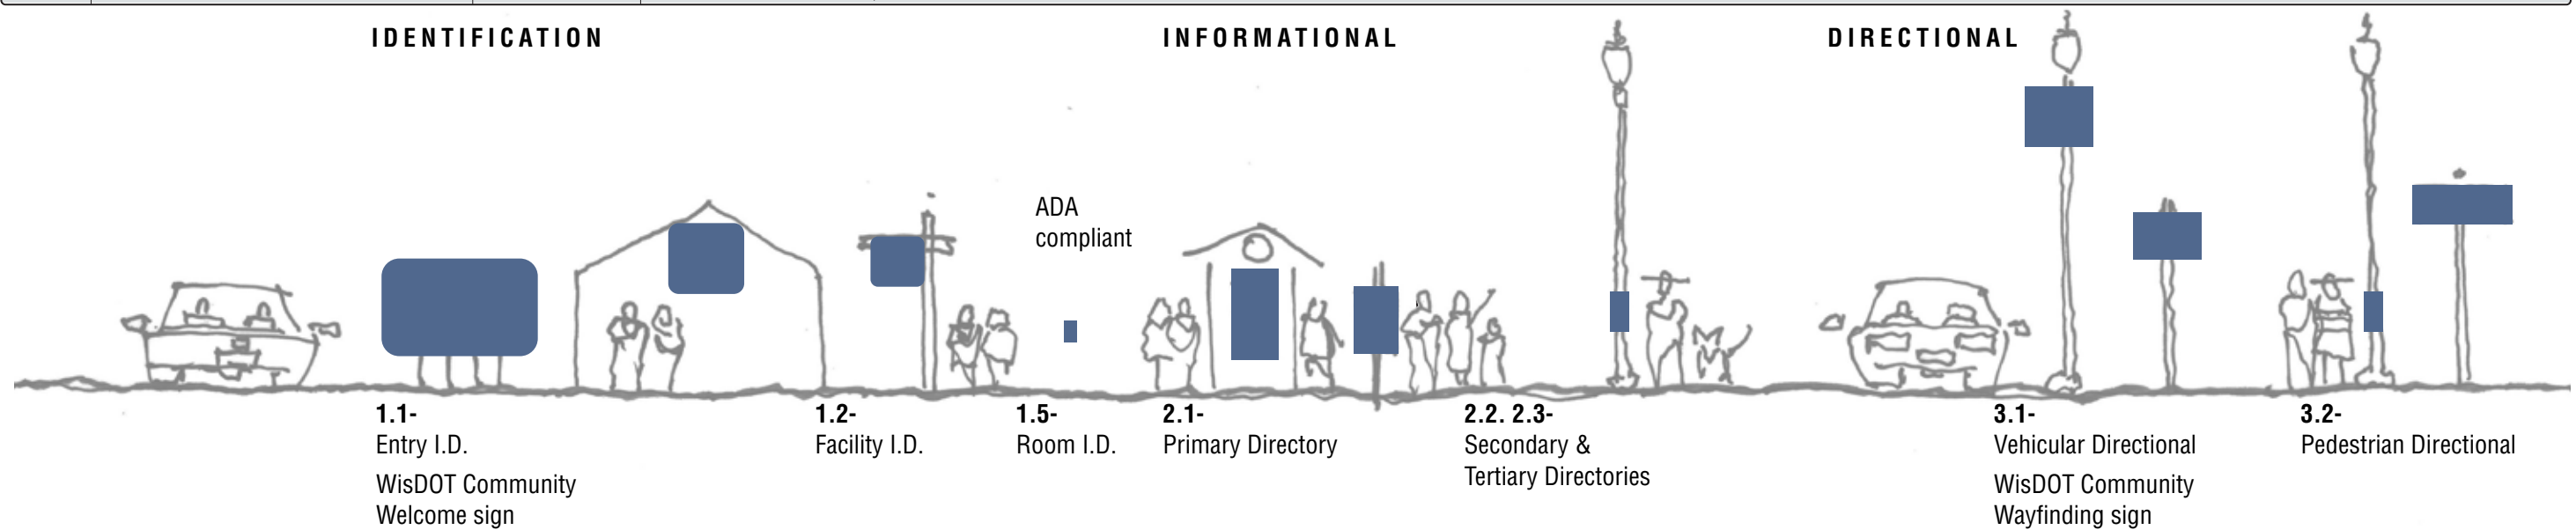 IDENTIFICATION
INFORMATIONAL
DIRECTIONAL
ADA
compliant
1.1-
Entry I.D.
WisDOT Community
Welcome sign
1.2-
Facility I.D.
1.5-
Room I.D.
2.1-
Primary Directory
2.2. 2.3-
Secondary &
Tertiary Directories
3.1-
Vehicular Directional
WisDOT Community
Wayfinding sign
3.2-
Pedestrian Directional